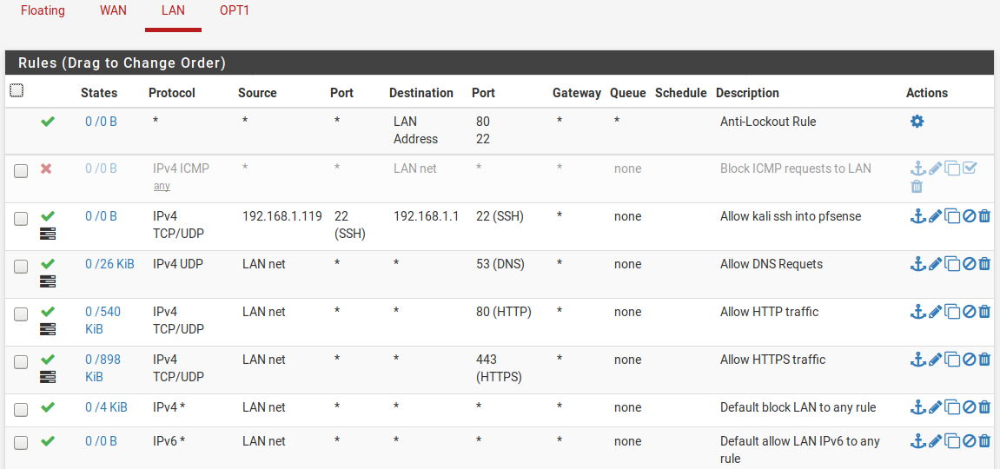 Floating WAN LAN OPT1
Rules (Drag to Change Order)
States Protocol Source Port Destination Port Gateway Queue Schedule Description Actions
0 /0 B * * * LAN 80 * * Anti-Lockout Rule
Address 22
0 /0 B IPv4 ICMP * * LAN net * none Block ICMP requests to LAN
any
0 /0 B IPv4 192.168.1.119 22 192.168.1.1 22 (SSH) * none Allow kali ssh into pfsense
TCP/UDP (SSH)
0 /26 KiB IPv4 UDP LAN net * * 53 (DNS) * none Allow DNS Requets
0 /540 IPv4 LAN net * * 80 (HTTP) * none Allow HTTP traffic
KiB TCP/UDP
0 /898 IPv4 LAN net * * 443 * none Allow HTTPS traffic
KiB TCP/UDP (HTTPS)
0 /4 KiB IPv4 * LAN net * * * * none Default block LAN to any rule
0 /0 B IPv6 * LAN net * * * * none Default allow LAN IPv6 to any
rule